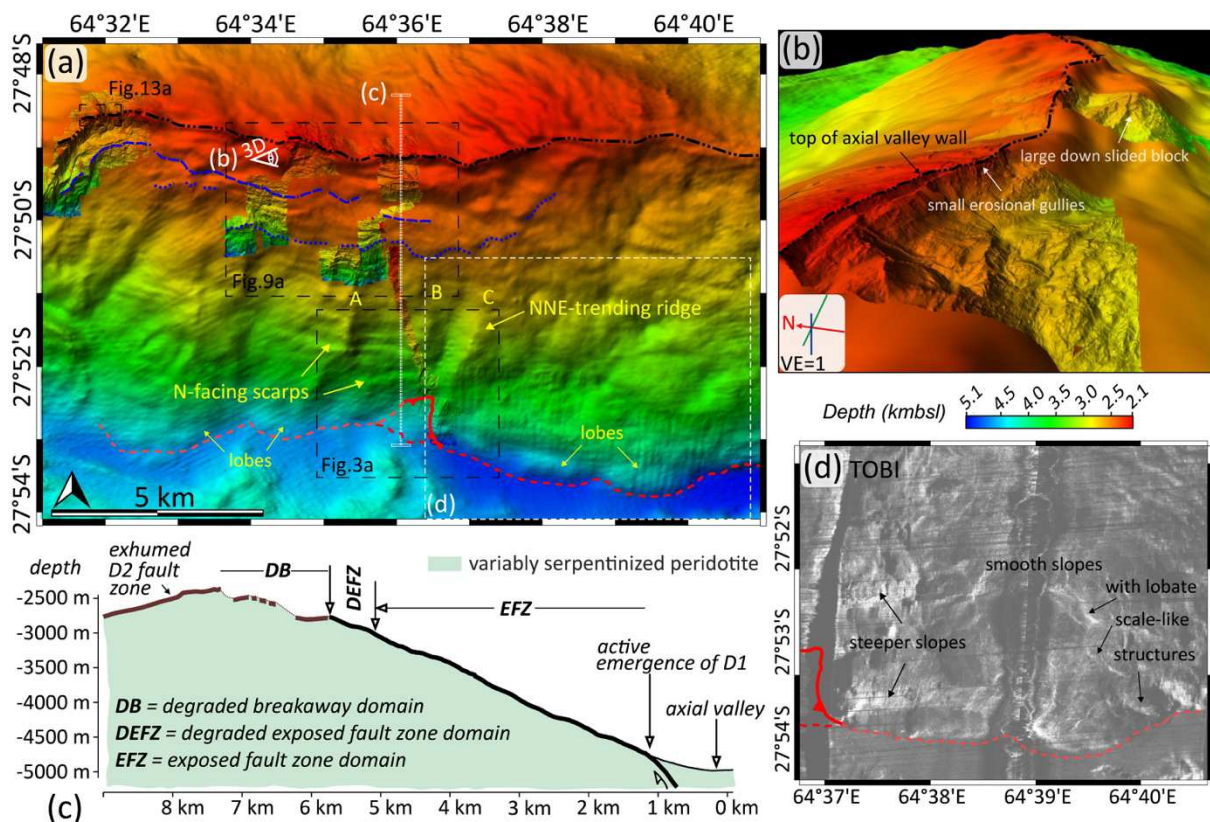 64°32'E 64°34'E 64°36'E 64°38'E 64°40'E
(a)
27°48'S
27°50'S
27°52'S
27°54'S
Fig.13a
(c)
3D
(b)
Fig.9a
A B C
NNE-trending ridge
N-facing scarps
lobes
lobes
Fig.3a
5 km
(d)
(b)
top of axial valley wall
large down slided block
small erosional gullies
N
VE=1
Depth (kmbsl)
5.1 4.5 4.0 3.5 3.0 2.5 2.1
exhumed
D2 fault
zone
depth
DB
DEFZ
EFZ
variably serpentinized peridotite
-2500 m
-3000 m
-3500 m
-4000 m
-4500 m
-5000 m
active
emergence of D1
axial valley
DB = degraded breakaway domain
DEFZ = degraded exposed fault zone domain
EFZ = exposed fault zone domain
(c)
8 km 7 km 6 km 5 km 4 km 3 km 2 km 1 km 0 km
(d) TOBI
27°52'S
27°53'S
27°54'S
smooth slopes
with lobate
scale-like
structures
steeper slopes
64°37'E 64°38'E 64°39'E 64°40'E